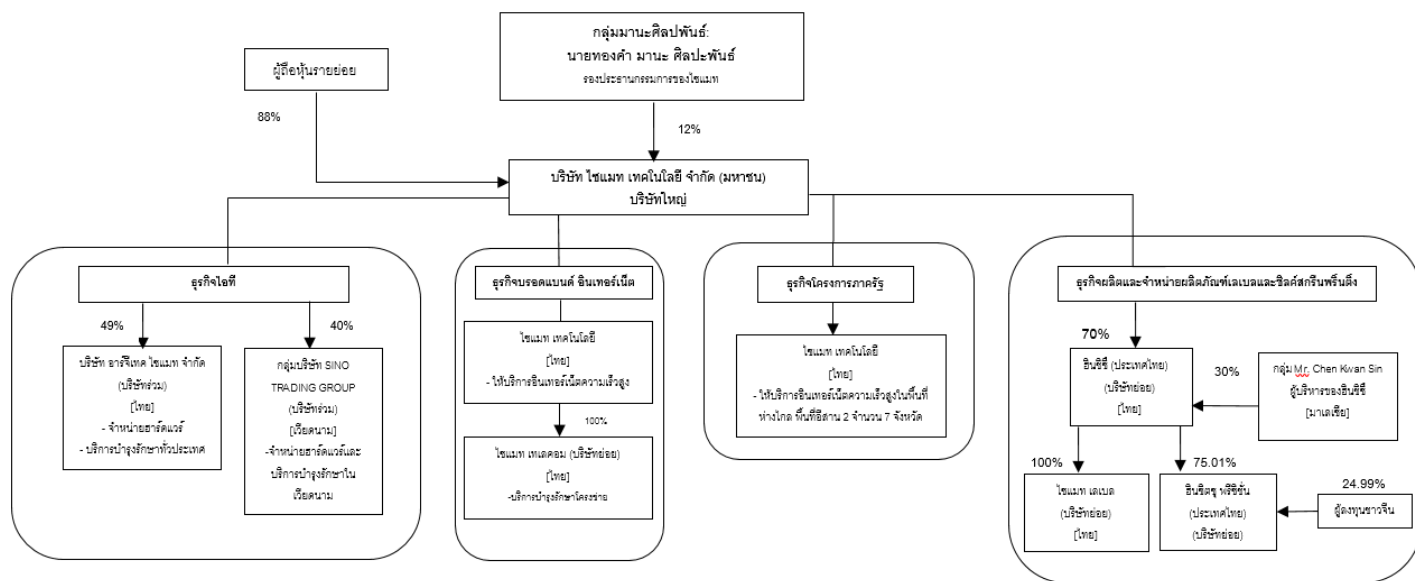 กลุ่มมานะศิลปพันธ์:
นายทองคำ มานะ ศิลปะพันธ์
รองประธานกรรมการของไซแมท
ผู้ถือหุ้นรายย่อย
88%
12%
บริษัท ไซแมท เทคโนโลยี จำกัด (มหาชน)
บริษัทใหญ่
ธุรกิจไอที
49%
40%
บริษัท อาร์จีเทค ไซแมท จำกัด
(บริษัทร่วม)
[ไทย]
- จำหน่ายฮาร์ดแวร์
- บริการบำรุงรักษาทั่วประเทศ
กลุ่มบริษัท SINO
TRADING GROUP
(บริษัทร่วม)
[เวียดนาม]
-จำหน่ายฮาร์ดแวร์และ
บริการบำรุงรักษาใน
เวียดนาม
ธุรกิจบรอดแบนด์ อินเทอร์เน็ต
ไซแมท เทคโนโลยี
[ไทย]
- ให้บริการอินเทอร์เน็ตความเร็วสูง
100%
ไซแมท เทเลคอม (บริษัทย่อย)
[ไทย]
-บริการบำรุงรักษาโครงข่าย
ธุรกิจโครงการภาครัฐ
ไซแมท เทคโนโลยี
[ไทย]
- ให้บริการอินเทอร์เน็ตความเร็วสูงในพื้นที่
ห่างไกล พื้นที่อีสาน 2 จำนวน 7 จังหวัด
ธุรกิจผลิตและจำหน่ายผลิตภัณฑ์เลเบลและซิลค์สกรีนพริ้นติ้ง
70%
ฮินซิซึ (ประเทศไทย)
(บริษัทย่อย)
[ไทย]
30%
กลุ่ม Mr. Chen Kwan Sin
ผู้บริหารของฮินซิซึ
[มาเลเซีย]
100%
ไซแมท เลเบล
(บริษัทย่อย)
[ไทย]
75.01%
ฮินซิตซุ พรีซิชั่น
(ประเทศไทย)
(บริษัทย่อย)
24.99%
ผู้ลงทุนชาวจีน